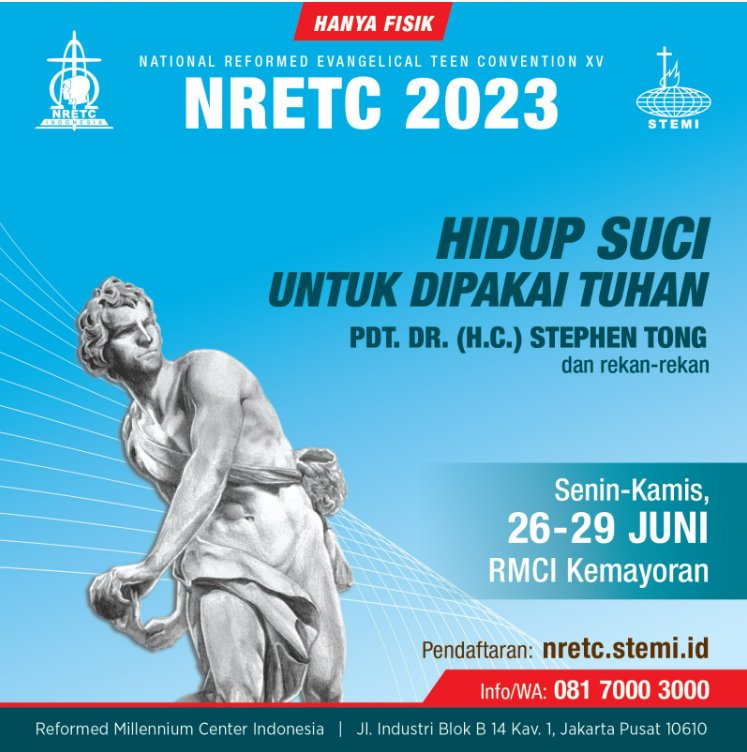 HANYA FISIK
NATIONAL REFORMED EVANGELICAL TEEN CONVENTION XV
NRETC 2023
NRETC
INDONESIA
STEMI
HIDUP SUCI
UNTUK DIPAKAI TUHAN
PDT. DR. (H.C.) STEPHEN TONG
dan rekan-rekan
Senin-Kamis,
26-29 JUNI
RMCI Kemayoran
Pendaftaran: nretc.stemi.id
Info/WA: 081 7000 3000
Reformed Millennium Center Indonesia | Jl. Industri Blok B 14 Kav. 1, Jakarta Pusat 10610